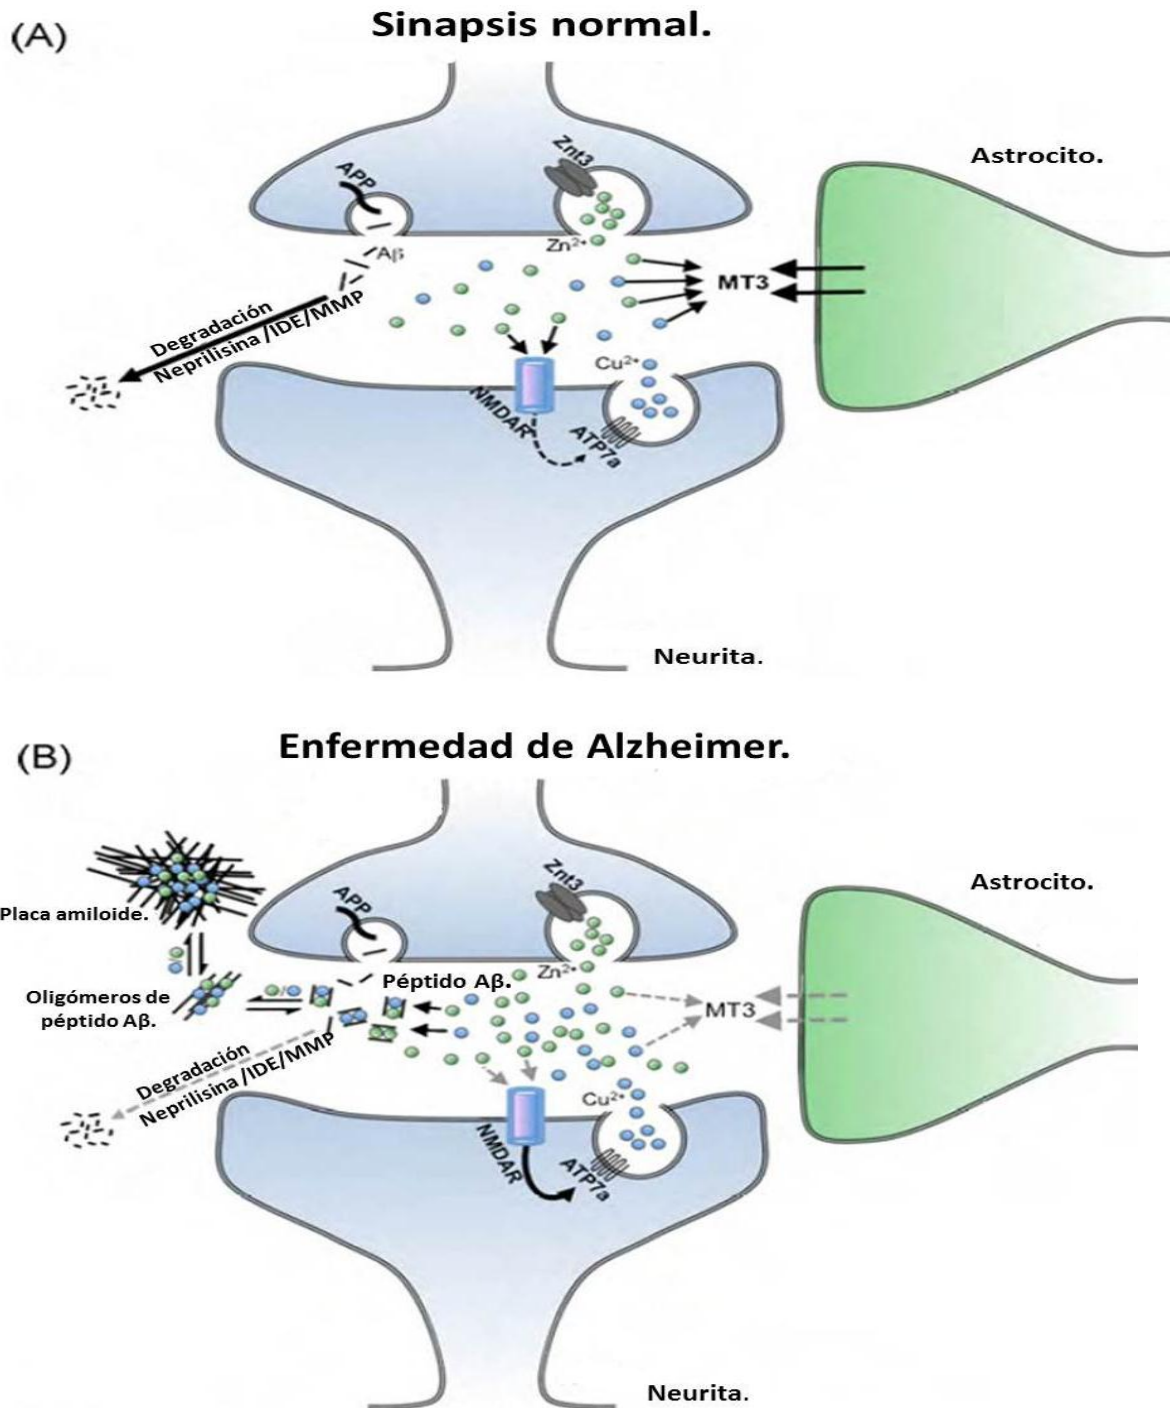 (A)
Sinapsis normal.
Astrocito.
APP
Znt3
Aβ
Zn²⁺
MT3
Degradación
Neprilisina /IDE/MMP
Cu²⁺
NMDAR
ATP7a
Neurita.
(B)
Enfermedad de Alzheimer.
Astrocito.
APP
Znt3
Placa amiloide.
Péptido Aβ.
Zn²⁺
/
Oligómeros de
péptido Aβ.
MT3
Degradación
Neprilisina /IDE/MMP
Cu²⁺
NMDAR
ATP7a
Neurita.